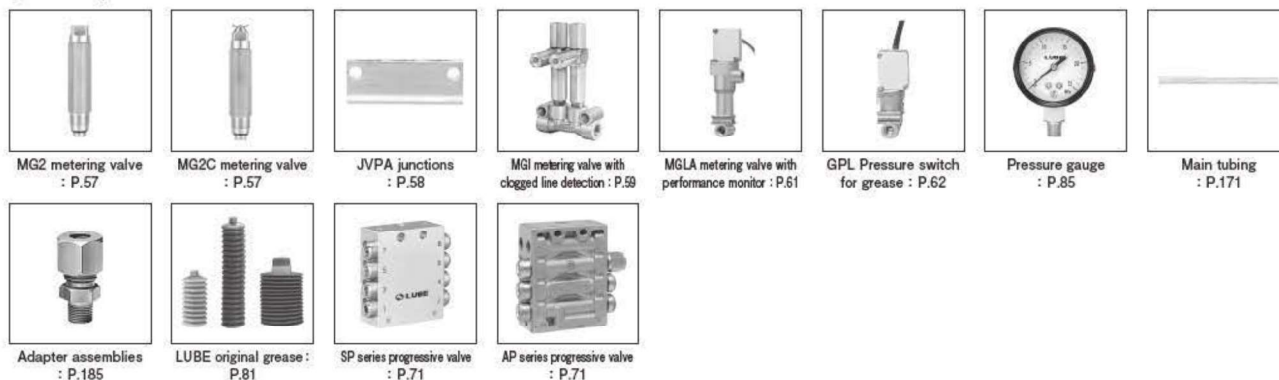 MG2 metering valve
: P.57
MG2C metering valve
: P.57
JVPA junctions
: P.58
MGI metering valve with
clogged line detection : P.59
MGLA metering valve with
performance monitor : P.61
GPL Pressure switch
for grease : P.62
LUBE
Pressure gauge
: P.85
Main tubing
: P.171
Adapter assemblies
: P.185
LUBE original grease :
P.81
LUBE
SP series progressive valve
: P.71
AP series progressive valve
: P.71